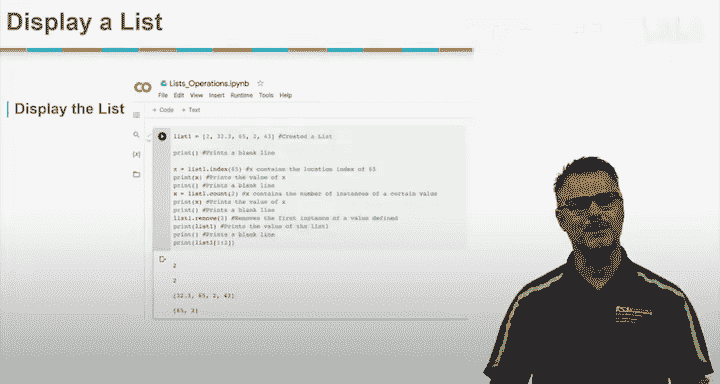 Display a List
Display the List
Lists_Operations.ipynb
File Edit View Insert Runtime Tools Help
+ Code + Text
list1 = [2, 32.3, 65, 2, 43] #Created a List
print() #Prints a blank line
x = list1.index(65) #x contains the location index of 65
print(x) #Prints the value of x
print() #Prints a blank line
x = list1.count(2) #x contains the number of instances of a certain value
print(x) #Prints the value of x
print() #Prints a blank line
list1.remove(2) #Removes the first instance of a value defined
print(list1) #Prints the value of the list1
print() #Prints a blank line
2
2
[32.3, 65, 2, 43]
[65, 2]